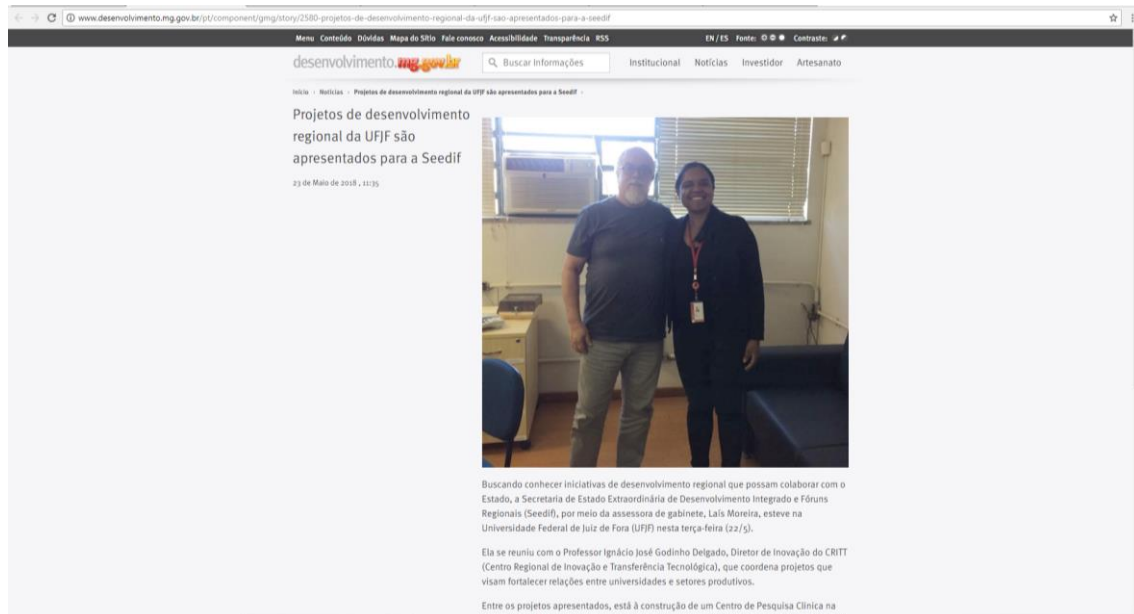 www.desenvolvimento.mg.gov.br/pt/component/gmg/story/2580-projetos-de-desenvolvimento-regional-da-ufjf-sao-apresentados-para-a-seedif
Menu Conteúdo Dúvidas Mapa do Sítio Fale conosco Acessibilidade Transparência RSS EN / ES Fonte: Contraste:
desenvolvimento.mg.gov.br Buscar Informações Institucional Notícias Investidor Artesanato
Início Notícias Projetos de desenvolvimento regional da UFJF são apresentados para a Seedif
Projetos de desenvolvimento
regional da UFJF são
apresentados para a Seedif
23 de Maio de 2018 , 11:35
Buscando conhecer iniciativas de desenvolvimento regional que possam colaborar com o
Estado, a Secretaria de Estado Extraordinária de Desenvolvimento Integrado e Fóruns
Regionais (Seedif), por meio da assessora de gabinete, Laís Moreira, esteve na
Universidade Federal de Juiz de Fora (UFJF) nesta terça-feira (22/5).
Ela se reuniu com o Professor Ignácio José Godinho Delgado, Diretor de Inovação do CRITT
(Centro Regional de Inovação e Transferência Tecnológica), que coordena projetos que
visam fortalecer relações entre universidades e setores produtivos.
Entre os projetos apresentados, está à construção de um Centro de Pesquisa Clínica na